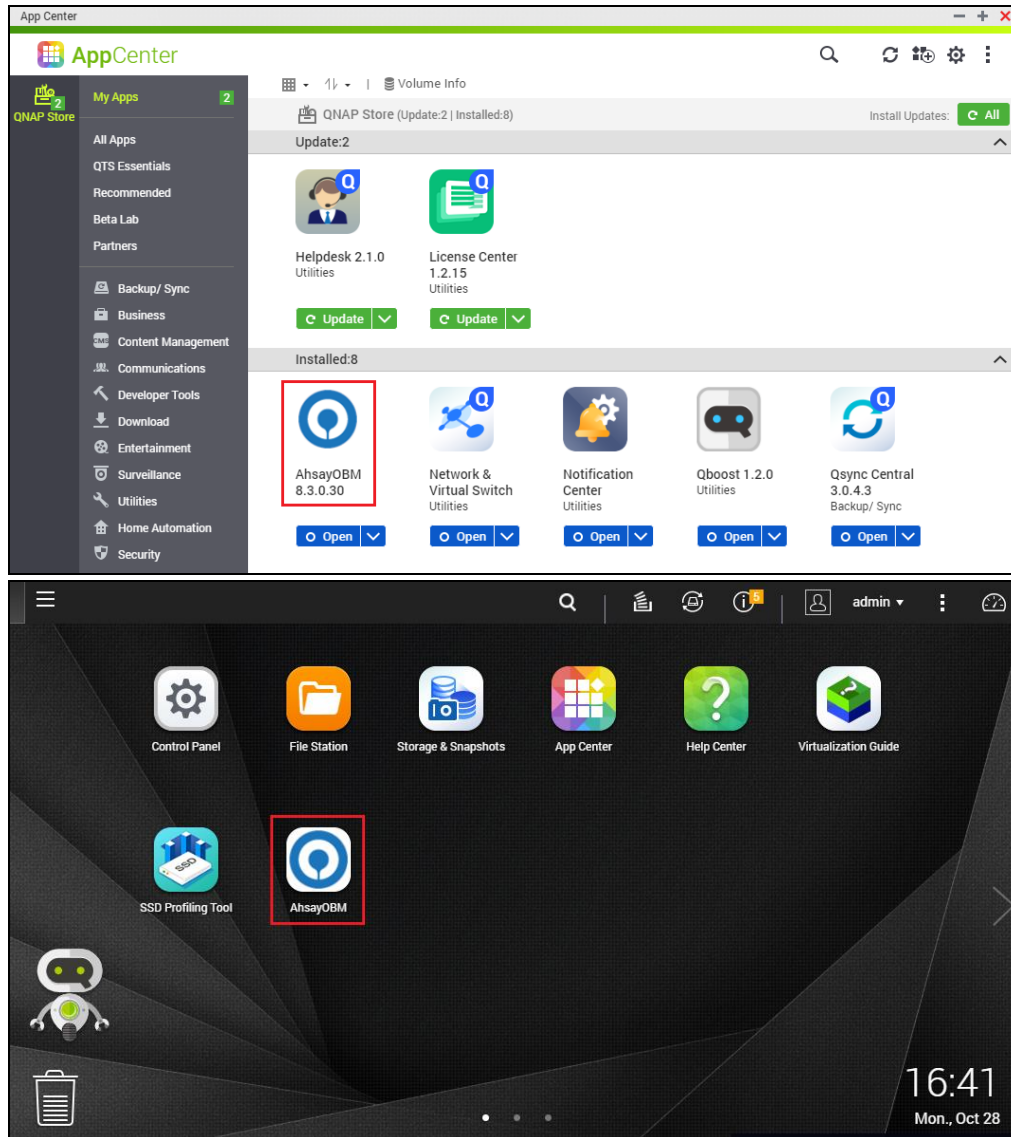 App Center
AppCenter
Volume Info
2
QNAP Store
My Apps 2
QNAP Store (Update:2 | Installed:8)
Install Updates: All
All Apps
QTS Essentials
Recommended
Beta Lab
Partners
Backup/ Sync
Business
CMS Content Management
Communications
Developer Tools
Download
Entertainment
Surveillance
Utilities
Home Automation
Security
Update:2
Q Q
Helpdesk 2.1.0
Utilities
Update
License Center
1.2.15
Utilities
Update
Installed:8
AhsayOBM
8.3.0.30
Open
Q
Network &
Virtual Switch
Utilities
Open
Notification
Center
Utilities
Open
Qboost 1.2.0
Utilities
Open
Q
Qsync Central
3.0.4.3
Backup/ Sync
Open
5
admin
Control Panel
File Station
Storage & Snapshots
App Center
Help Center
Virtualization Guide
SSD
SSD Profiling Tool
AhsayOBM
16:41
Mon., Oct 28